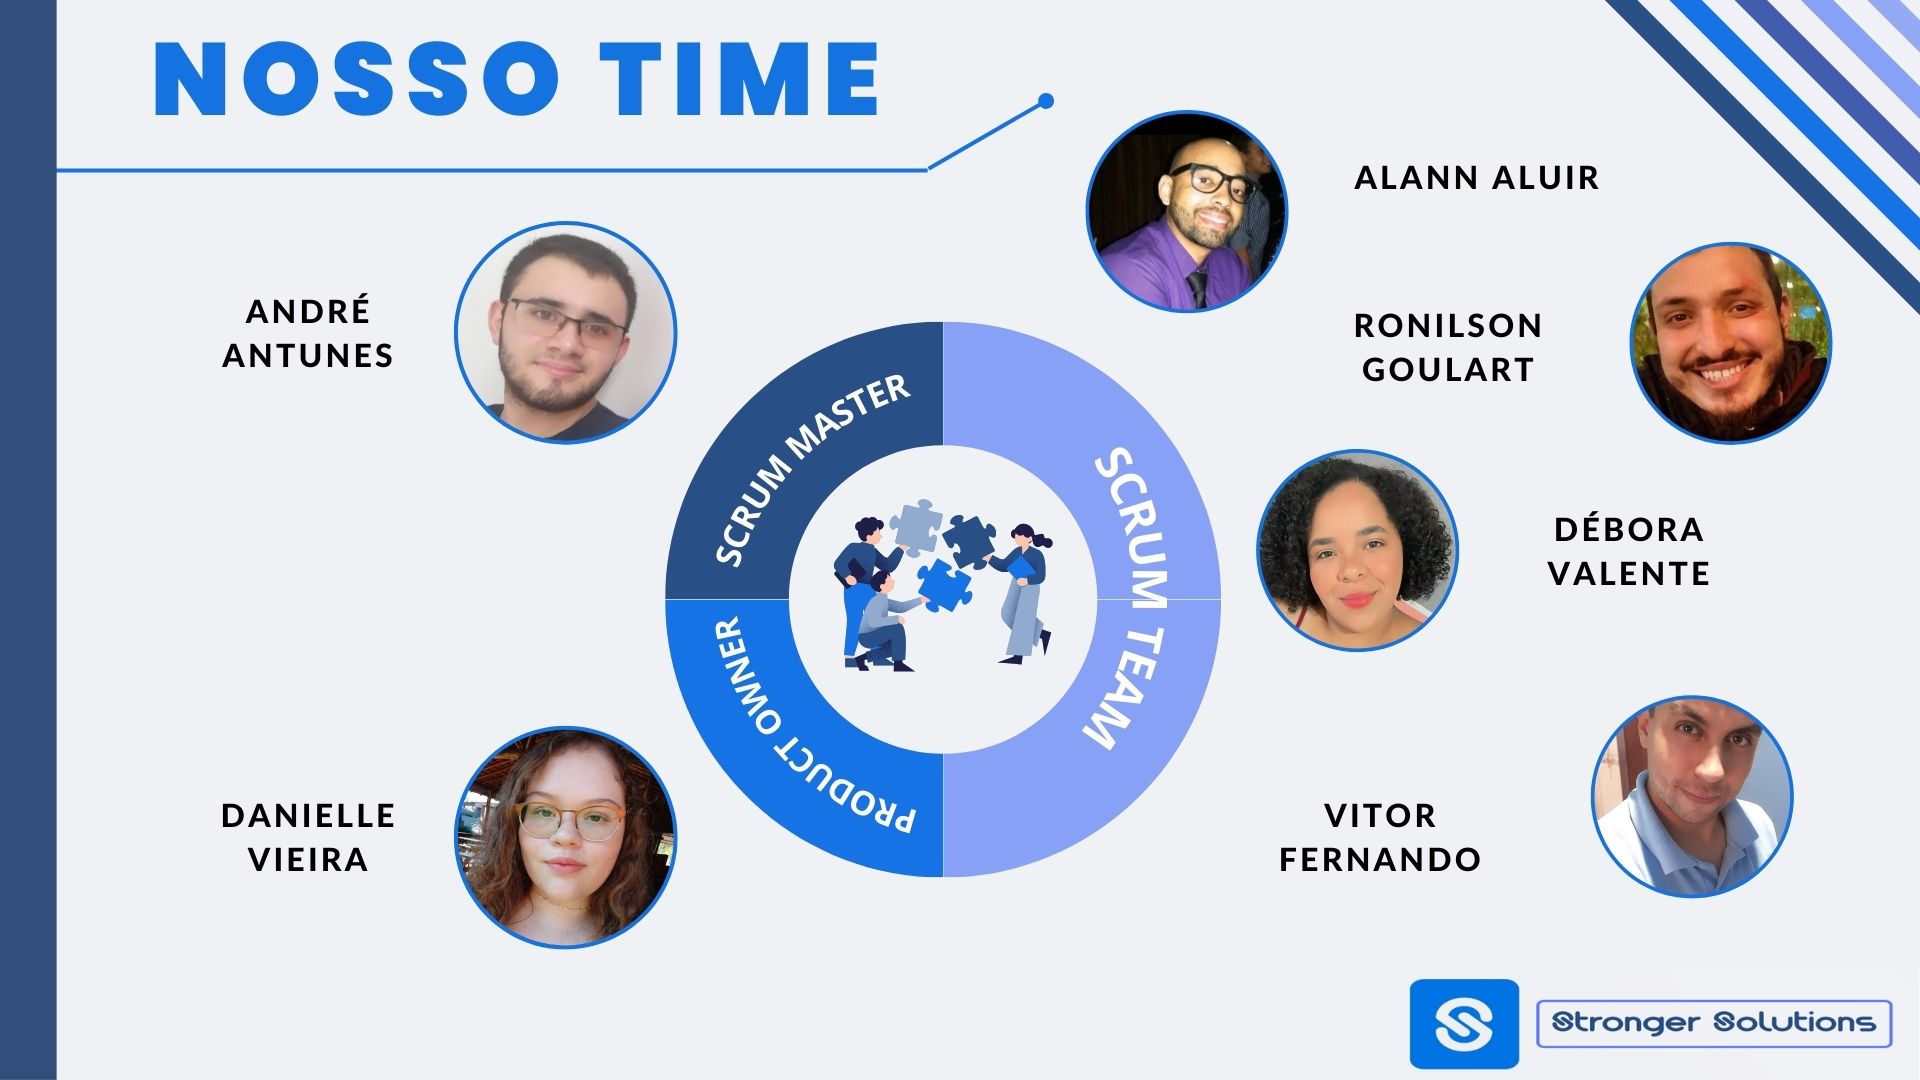 NOSSO TIME
ALANN ALUIR
ANDRÉ
ANTUNES
RONILSON
GOULART
SCRUM MASTER
SCRUM TEAM
DÉBORA
VALENTE
PRODUCT OWNER
DANIELLE
VIEIRA
VITOR
FERNANDO
Stronger Solutions